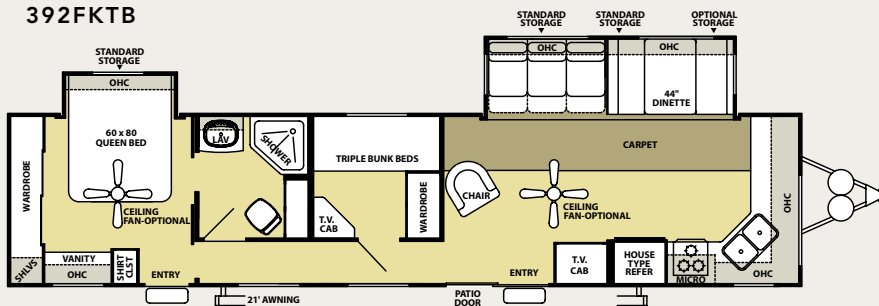 392FKTB
STANDARD
STORAGE
STANDARD
STORAGE
STANDARD
STORAGE
OPTIONAL
STORAGE
OHC
OHC
OHC
60 x 80
QUEEN BED
44"
DINETTE
LAV
SHOWER
WARDROBE
TRIPLE BUNK BEDS
CARPET
CHAIR
WARDROBE
CEILING
FAN-OPTIONAL
CEILING
FAN-OPTIONAL
OHC
T.V.
CAB
SHLVS
VANITY
OHC
SHIRT
CLST
ENTRY
ENTRY
T.V.
CAB
HOUSE
TYPE
REFER
MICRO
OHC
21' AWNING
PATIO
DOOR